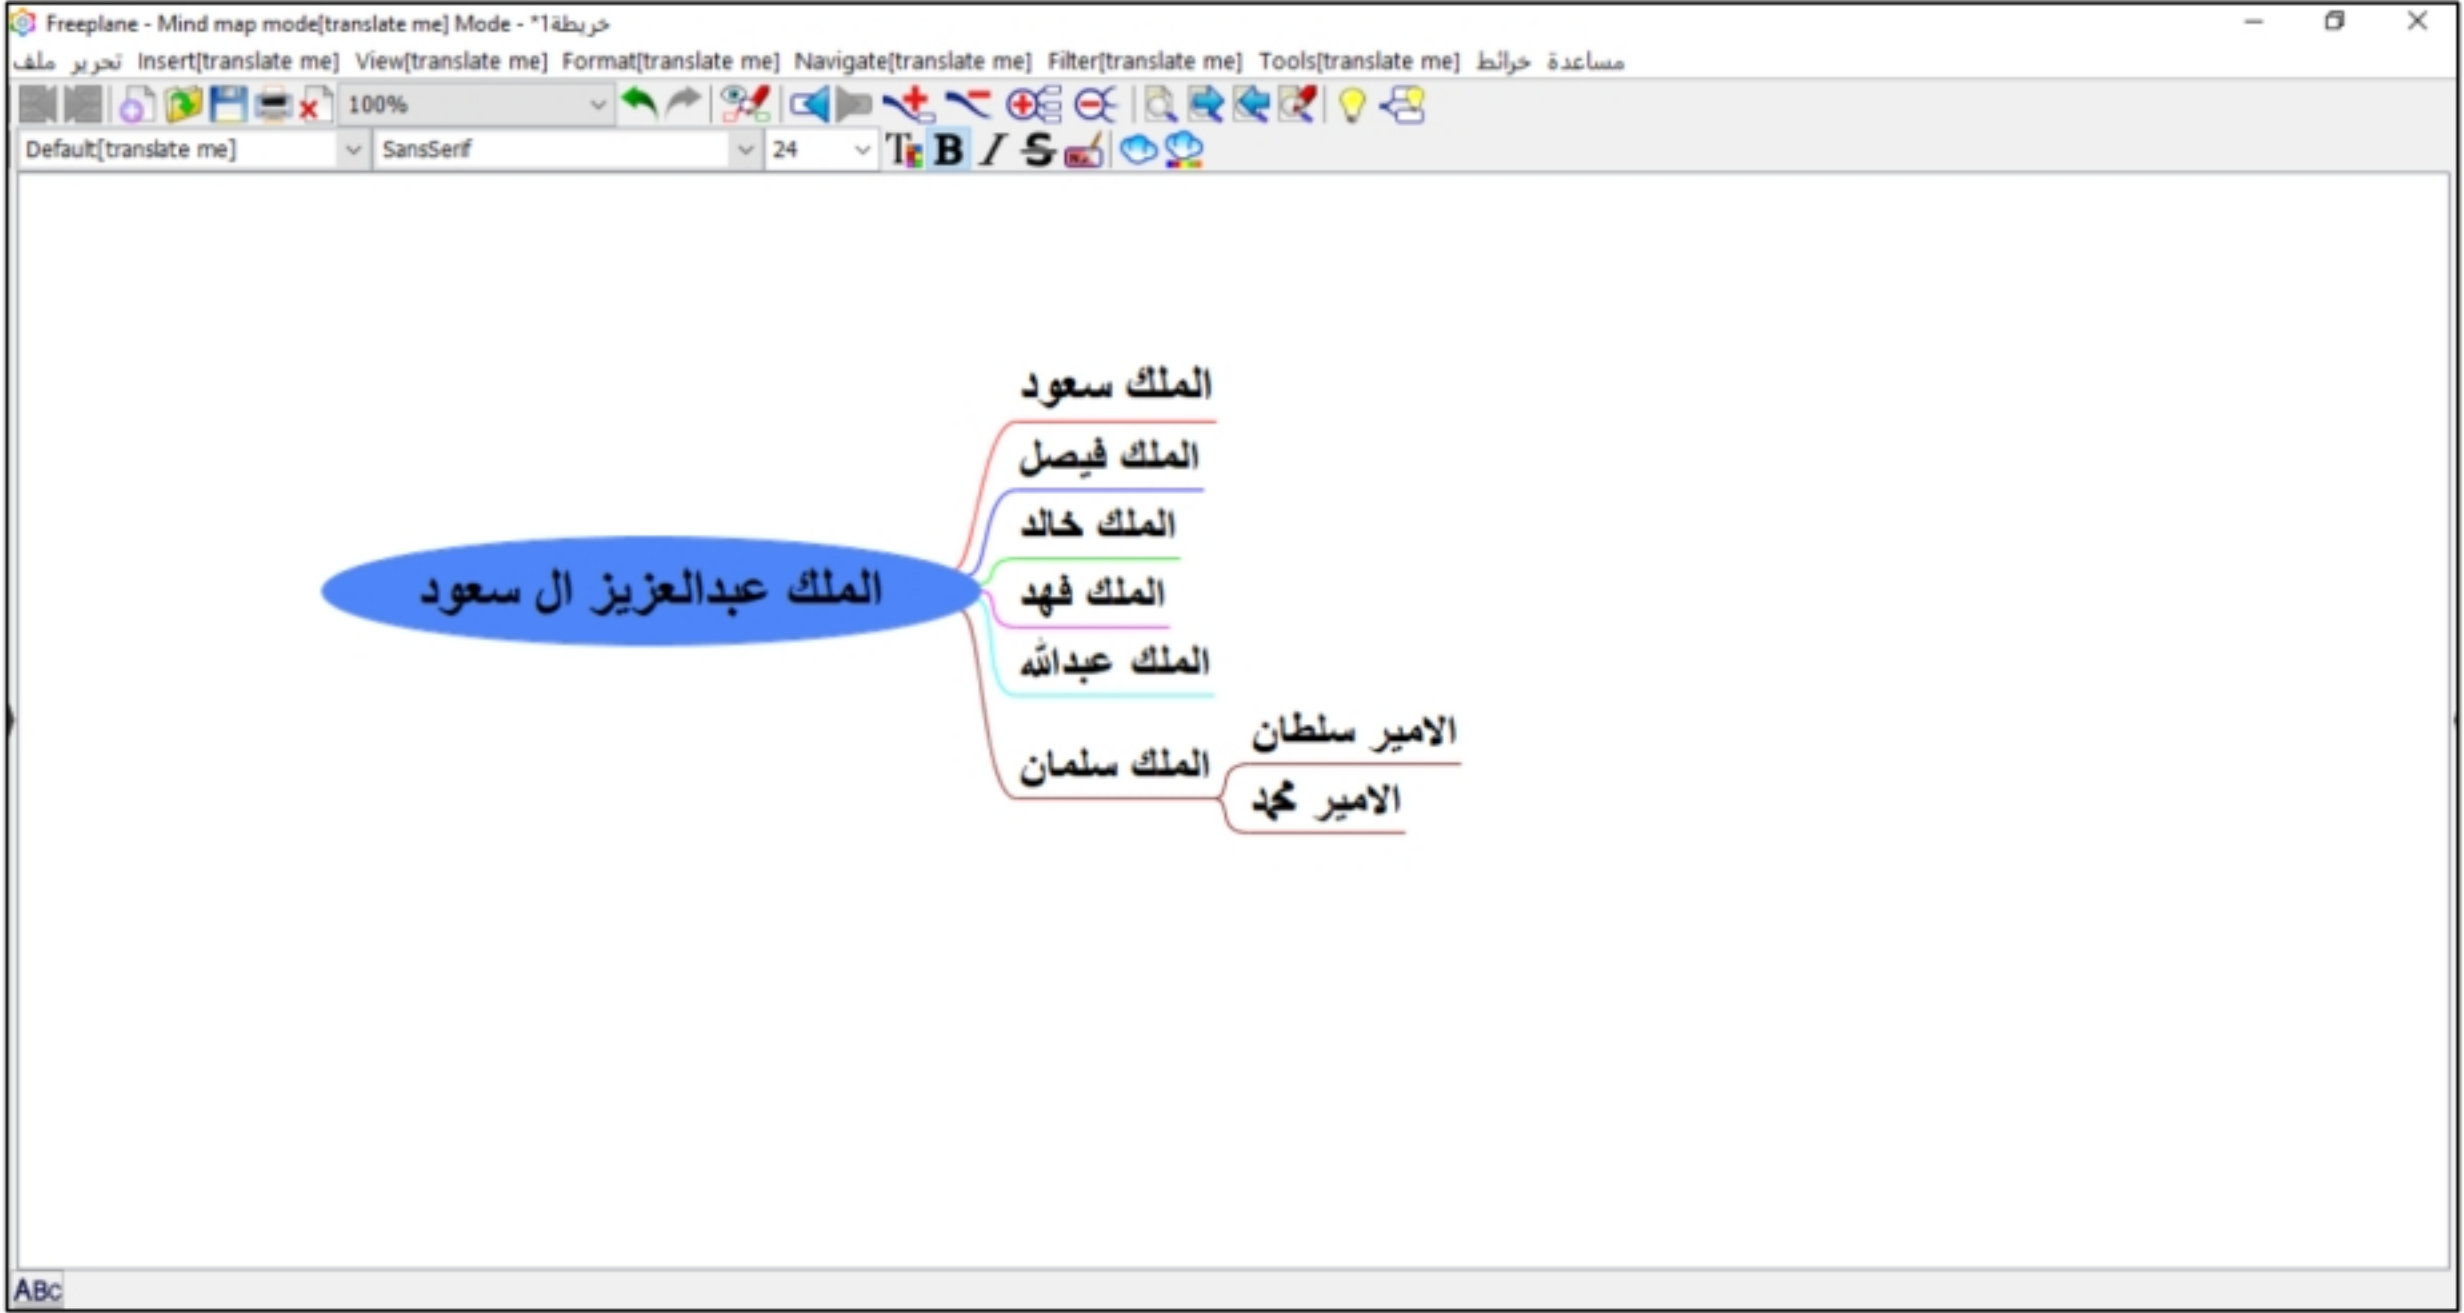 Freeplane - Mind map mode[translate me] Mode - *خريطة1
ملف تحرير Insert[translate me] View[translate me] Format[translate me] Navigate[translate me] Filter[translate me] Tools[translate me] خرائط مساعدة
100%
Default[translate me] SansSerif 24
الملك سعود
الملك فيصل
الملك خالد
الملك عبدالعزيز ال سعود
الملك فهد
الملك عبدالله
الامير سلطان
الملك سلمان
الامير محمد
ABC